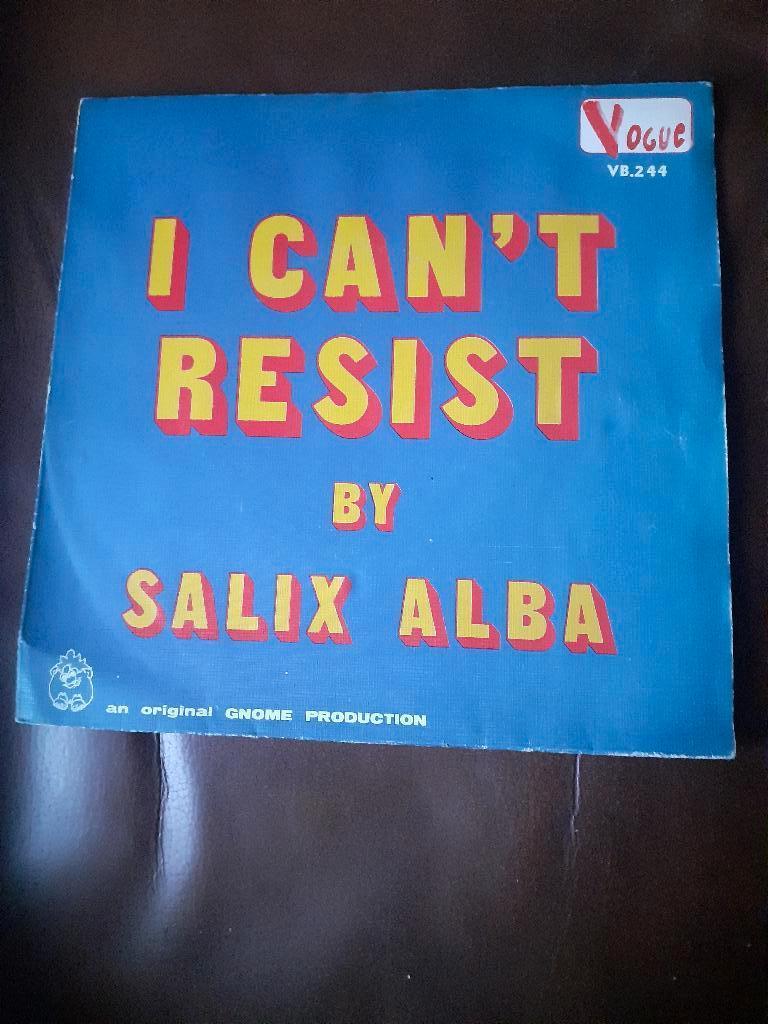 VOGUE
VB.244
I CAN'T
RESIST
BY
SALIX ALBA
an original GNOME PRODUCTION